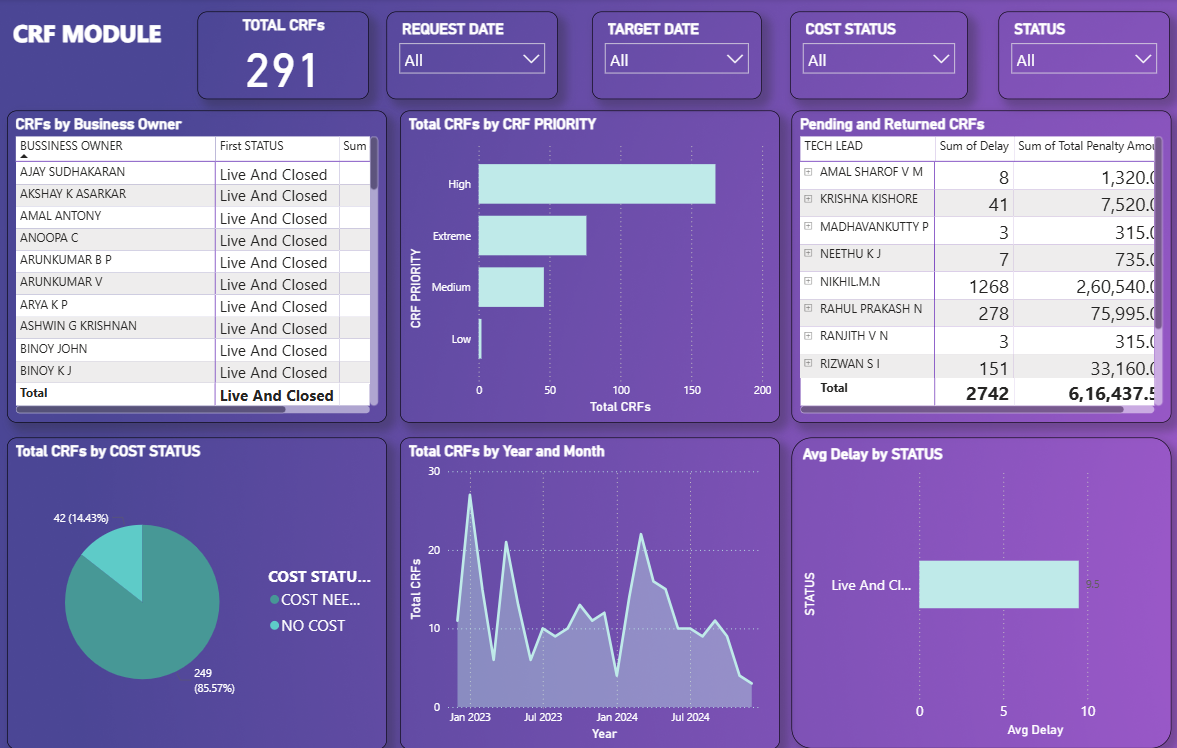 CRF MODULE
TOTAL CRFs
291
REQUEST DATE
All
TARGET DATE
All
COST STATUS
All
STATUS
All
CRFs by Business Owner
BUSSINESS OWNER First STATUS Sum
AJAY SUDHAKARAN Live And Closed
AKSHAY K ASARKAR Live And Closed
AMAL ANTONY Live And Closed
ANOOPA C Live And Closed
ARUNKUMAR B P Live And Closed
ARUNKUMAR V Live And Closed
ARYA K P Live And Closed
ASHWIN G KRISHNAN Live And Closed
BINOY JOHN Live And Closed
BINOY K J Live And Closed
Total Live And Closed
Total CRFs by CRF PRIORITY
CRF PRIORITY
High
Extreme
Medium
Low
0 50 100 150 200
Total CRFs
Pending and Returned CRFs
TECH LEAD Sum of Delay Sum of Total Penalty Amou
AMAL SHAROF V M 8 1,320.0
KRISHNA KISHORE 41 7,520.0
MADHAVANKUTTY P 3 315.0
NEETHU K J 7 735.0
NIKHIL.M.N 1268 2,60,540.0
RAHUL PRAKASH N 278 75,995.0
RANJITH V N 3 315.0
RIZWAN S I 151 33,160.0
Total 2742 6,16,437.5
Total CRFs by COST STATUS
42 (14.43%)
249
(85.57%)
COST STATU...
COST NEE...
NO COST
Total CRFs by Year and Month
Total CRFs
30
20
10
0
Jan 2023 Jul 2023 Jan 2024 Jul 2024
Year
Avg Delay by STATUS
STATUS
Live And Cl... 9.5
0 5 10
Avg Delay